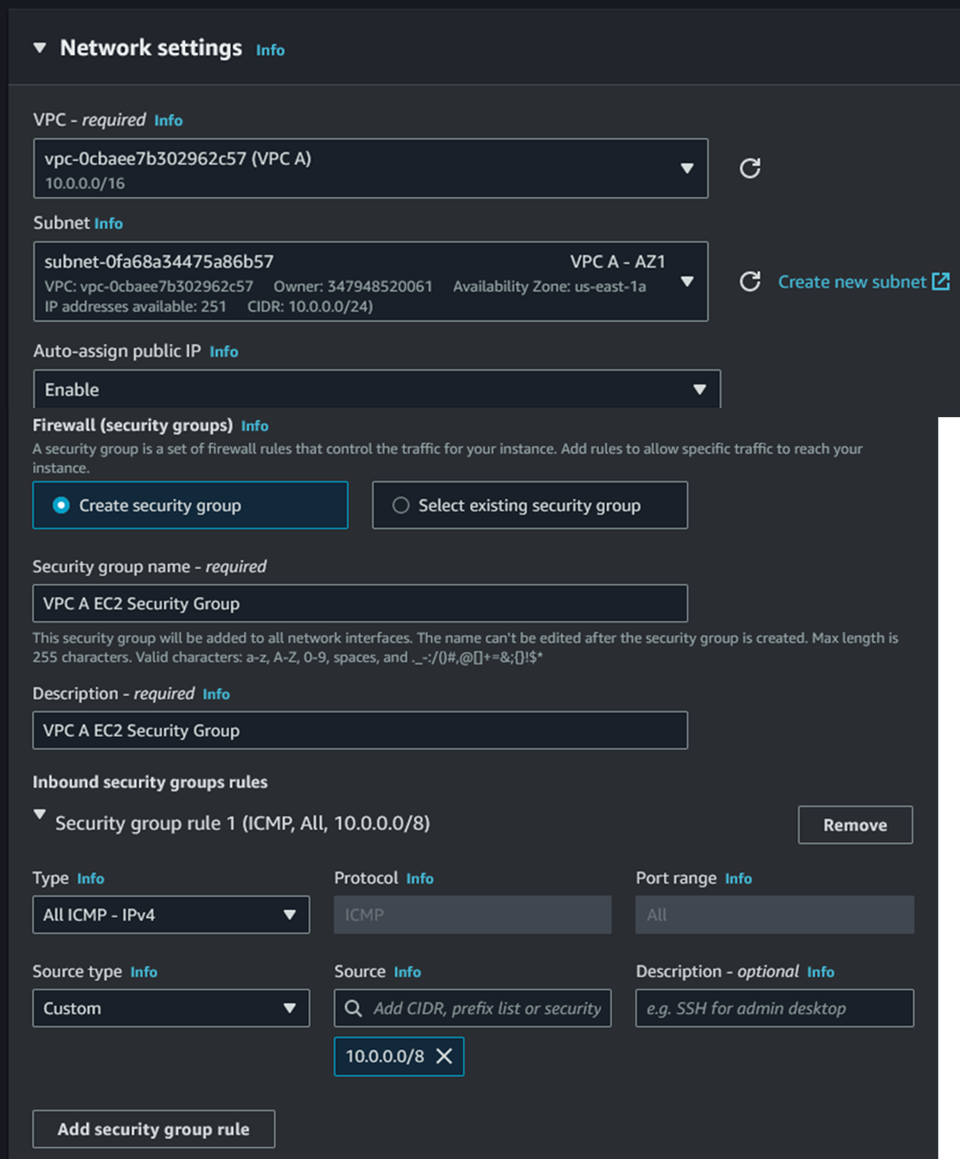 Network settings Info
VPC - required Info
vpc-0cbaee7b302962c57 (VPC A)
10.0.0.0/16
Subnet Info
subnet-0fa68a34475a86b57 VPC A - AZ1
VPC: vpc-0cbaee7b302962c57 Owner: 347948520061 Availability Zone: us-east-1a
IP addresses available: 251 CIDR: 10.0.0.0/24)
Create new subnet
Auto-assign public IP Info
Enable
Firewall (security groups) Info
A security group is a set of firewall rules that control the traffic for your instance. Add rules to allow specific traffic to reach your
instance.
Create security group Select existing security group
Security group name - required
VPC A EC2 Security Group
This security group will be added to all network interfaces. The name can't be edited after the security group is created. Max length is
255 characters. Valid characters: a-z, A-Z, 0-9, spaces, and ._-:/()#,@[]+=&;{}!$*
Description - required Info
VPC A EC2 Security Group
Inbound security groups rules
Security group rule 1 (ICMP, All, 10.0.0.0/8) Remove
Type Info Protocol Info Port range Info
All ICMP - IPv4 ICMP All
Source type Info Source Info Description - optional Info
Custom Add CIDR, prefix list or security e.g. SSH for admin desktop
10.0.0.0/8
Add security group rule